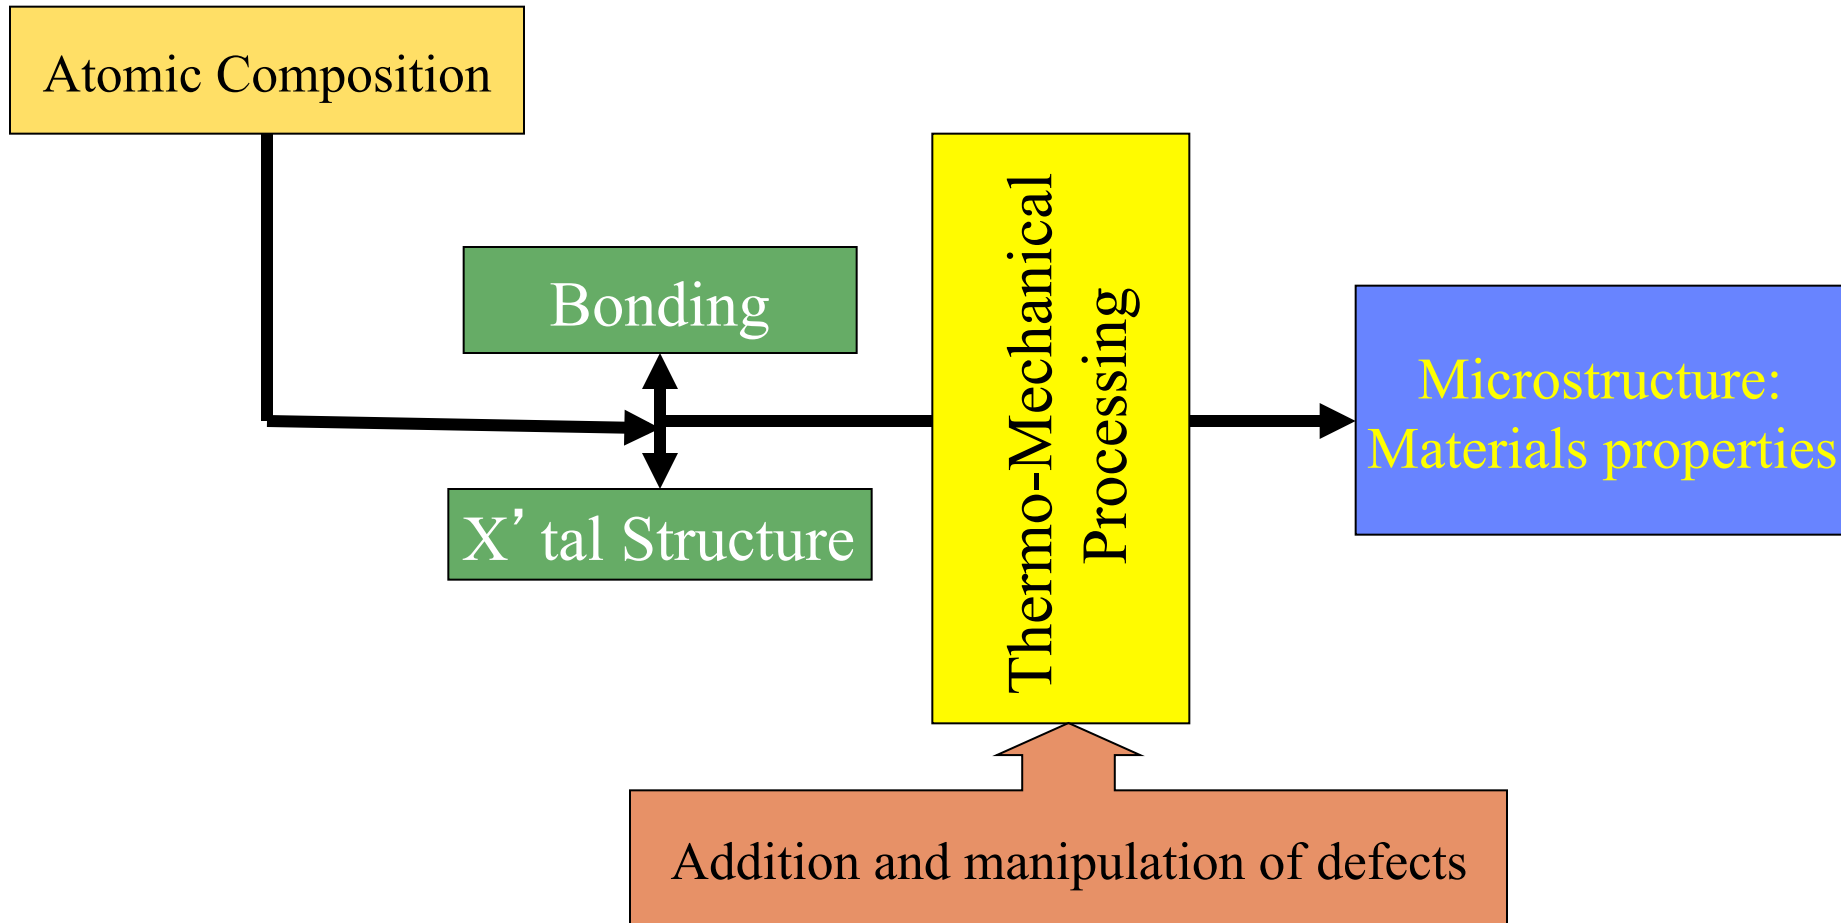 Atomic Composition
Bonding
X’ tal Structure
Thermo-Mechanical
Processing
Microstructure:
Materials properties
Addition and manipulation of defects